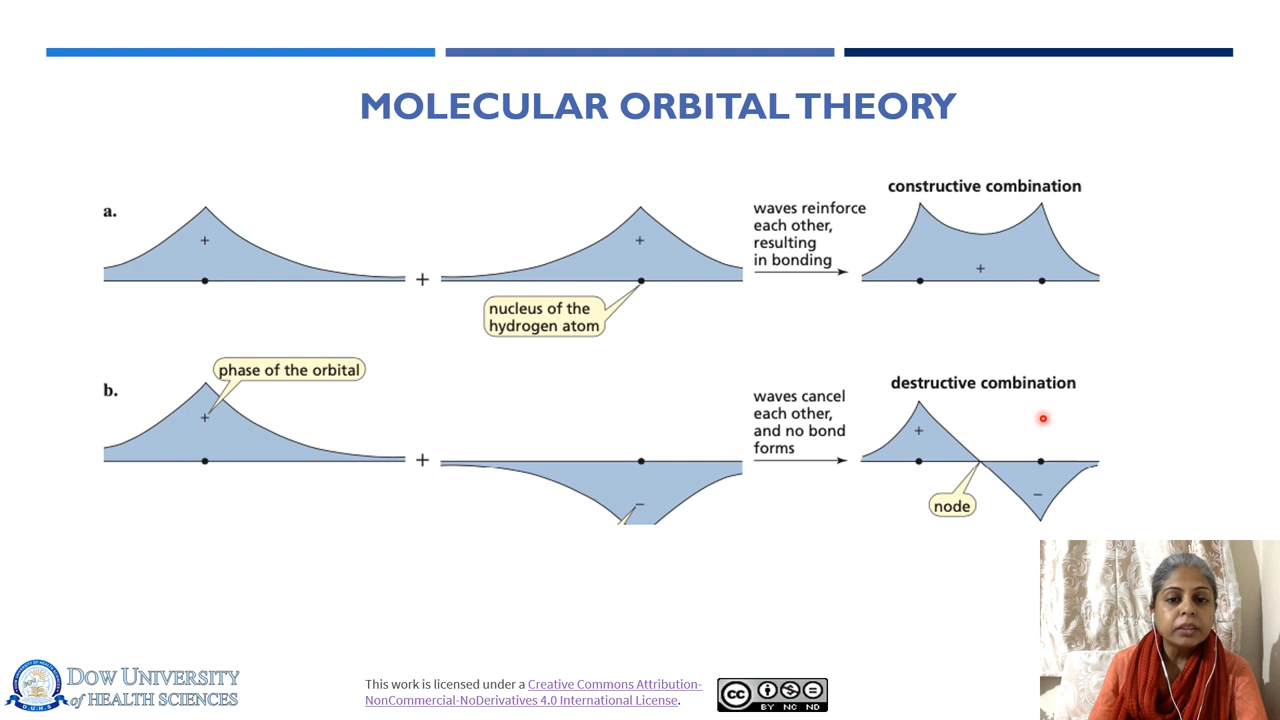 MOLECULAR ORBITAL THEORY
a.
+
+
+
nucleus of the
hydrogen atom
waves reinforce
each other,
resulting
in bonding
constructive combination
+
b.
phase of the orbital
+
+
−
waves cancel
each other,
and no bond
forms
destructive combination
+
−
node
DOW UNIVERSITY
of HEALTH SCIENCES
This work is licensed under a Creative Commons Attribution-
NonCommercial-NoDerivatives 4.0 International License.
cc
BY NC ND